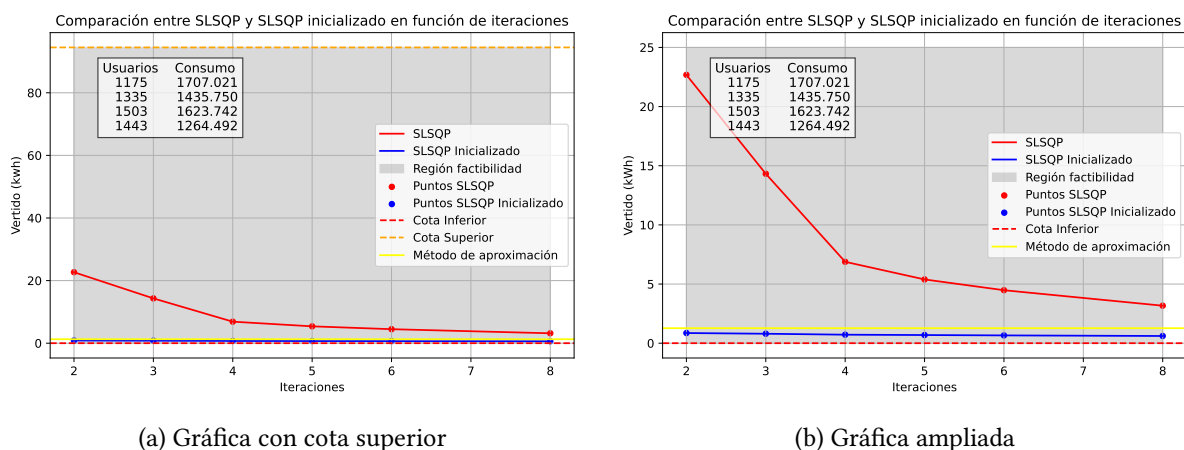 Comparación entre SLSQP y SLSQP inicializado en función de iteraciones
Usuarios Consumo
1175 1707.021
1335 1435.750
1503 1623.742
1443 1264.492
SLSQP
SLSQP Inicializado
Región factibilidad
Puntos SLSQP
Puntos SLSQP Inicializado
Cota Inferior
Cota Superior
Método de aproximación
Vertido (kwh)
80
60
40
20
0
2 3 4 5 6 7 8
Iteraciones
(a) Gráfica con cota superior
Comparación entre SLSQP y SLSQP inicializado en función de iteraciones
Usuarios Consumo
1175 1707.021
1335 1435.750
1503 1623.742
1443 1264.492
SLSQP
SLSQP Inicializado
Región factibilidad
Puntos SLSQP
Puntos SLSQP Inicializado
Cota Inferior
Método de aproximación
Vertido (kWh)
25
20
15
10
5
0
2 3 4 5 6 7 8
Iteraciones
(b) Gráfica ampliada